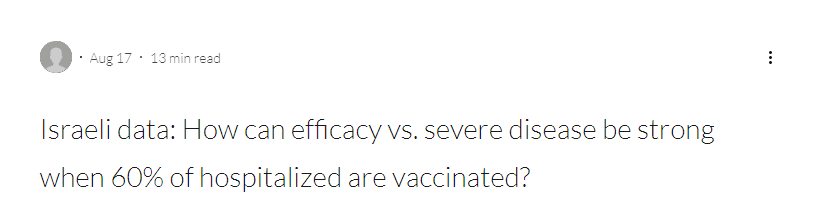 · Aug 17 · 13 min read
Israeli data: How can efficacy vs. severe disease be strong
when 60% of hospitalized are vaccinated?